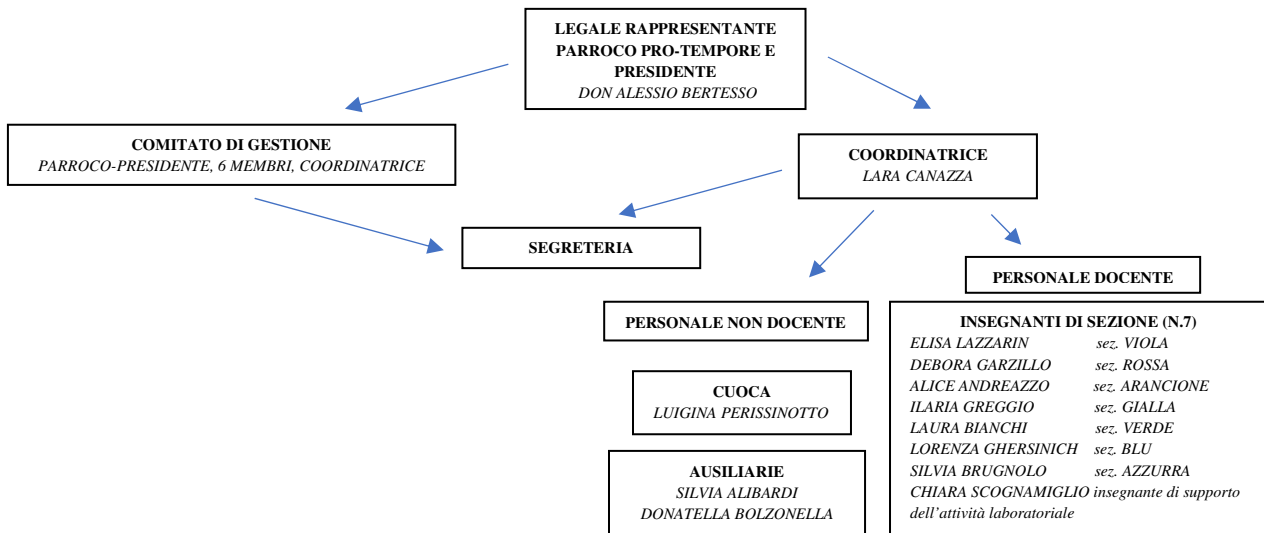 LEGALE RAPPRESENTANTE
PARROCO PRO-TEMPORE E
PRESIDENTE
DON ALESSIO BERTESSO
COMITATO DI GESTIONE
PARROCO-PRESIDENTE, 6 MEMBRI, COORDINATRICE
COORDINATRICE
LARA CANAZZA
SEGRETERIA
PERSONALE DOCENTE
PERSONALE NON DOCENTE
CUOCA
LUIGINA PERISSINOTTO
AUSILIARIE
SILVIA ALIBARDI
DONATELLA BOLZONELLA
INSEGNANTI DI SEZIONE (N.7)
ELISA LAZZARIN sez. VIOLA
DEBORA GARZILLO sez. ROSSA
ALICE ANDREAZZO sez. ARANCIONE
ILARIA GREGGIO sez. GIALLA
LAURA BIANCHI sez. VERDE
LORENZA GHERSINICH sez. BLU
SILVIA BRUGNOLO sez. AZZURRA
CHIARA SCOGNAMIGLIO insegnante di supporto
dell'attività laboratoriale